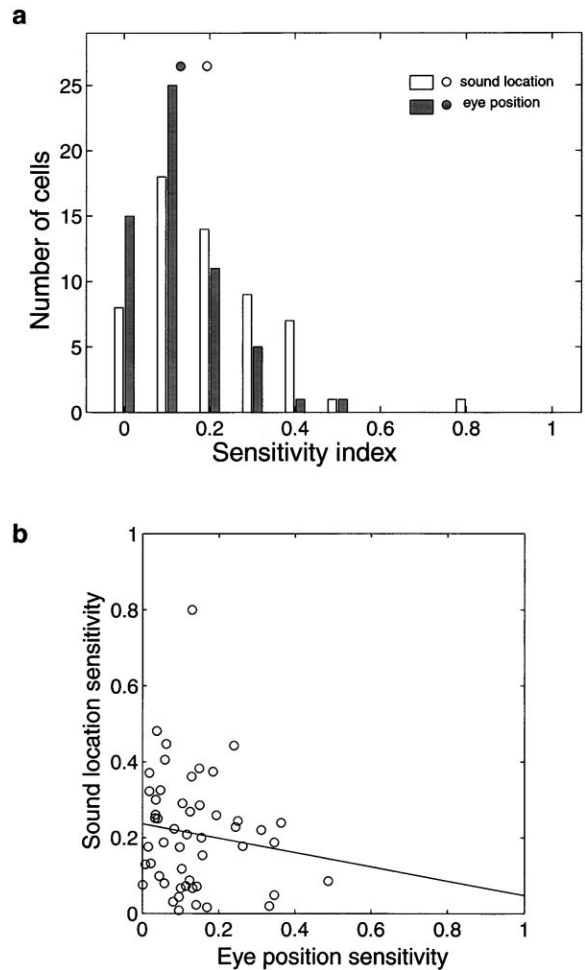 a
Number of cells
25
20
15
10
5
0
0 0.2 0.4 0.6 0.8 1
Sensitivity index
sound location
eye position
b
Sound location sensitivity
1
0.8
0.6
0.4
0.2
0
0 0.2 0.4 0.6 0.8 1
Eye position sensitivity